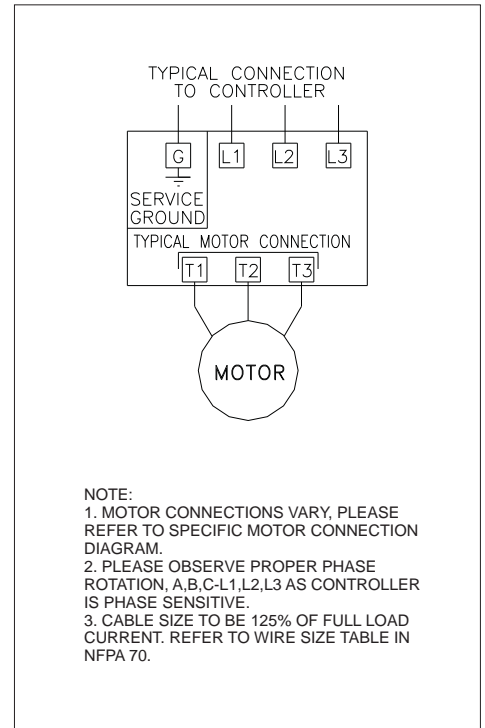 TYPICAL CONNECTION
TO CONTROLLER
G L1 L2 L3
SERVICE
GROUND
TYPICAL MOTOR CONNECTION
T1 T2 T3
MOTOR
NOTE:
1. MOTOR CONNECTIONS VARY, PLEASE
REFER TO SPECIFIC MOTOR CONNECTION
DIAGRAM.
2. PLEASE OBSERVE PROPER PHASE
ROTATION, A,B,C-L1,L2,L3 AS CONTROLLER
IS PHASE SENSITIVE.
3. CABLE SIZE TO BE 125% OF FULL LOAD
CURRENT. REFER TO WIRE SIZE TABLE IN
NFPA 70.